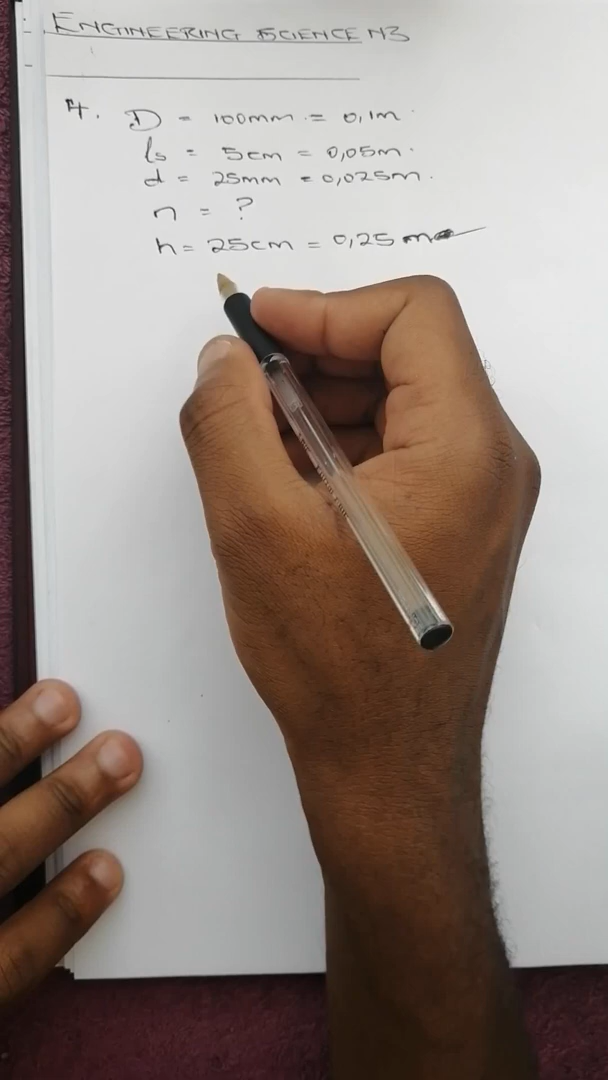 ENGINEERING SCIENCE N3
4. D = 100mm = 0,1m
ls = 5cm = 0,05m.
d = 25mm = 0,025m.
n = ?
h = 25cm = 0,25 m